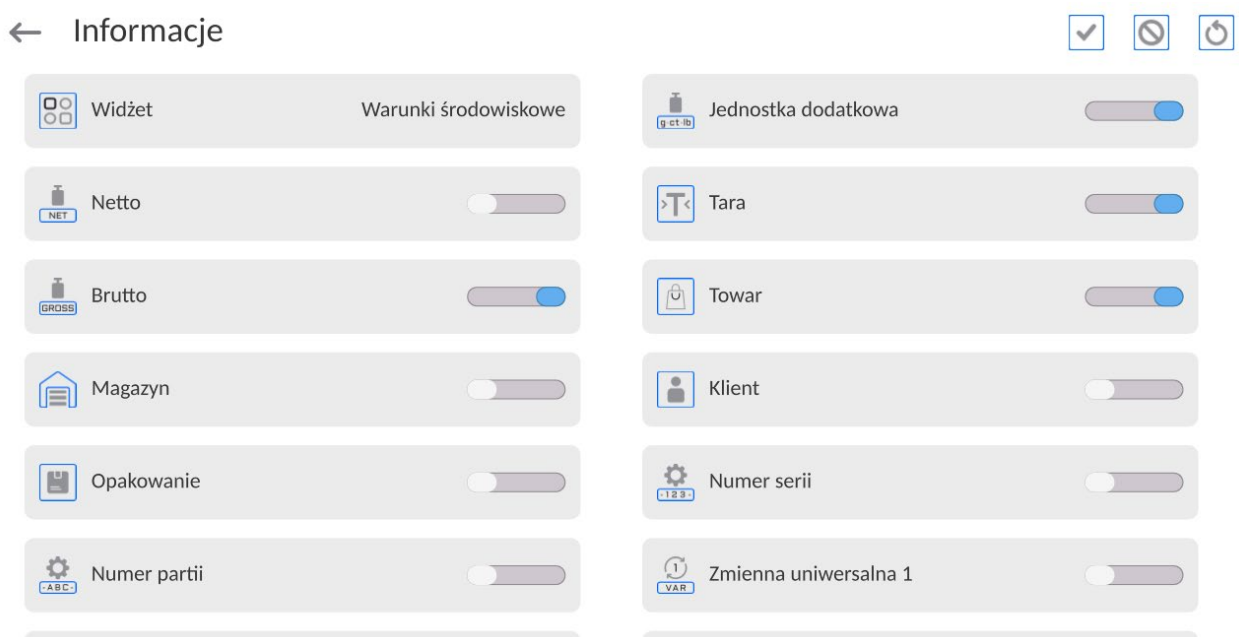 Informacje
Widżet Warunki środowiskowe
g·ct·lb Jednostka dodatkowa
NET Netto
>T< Tara
GROSS Brutto
Towar
Magazyn
Klient
Opakowanie
·123· Numer serii
·ABC· Numer partii
1 VAR Zmienna uniwersalna 1